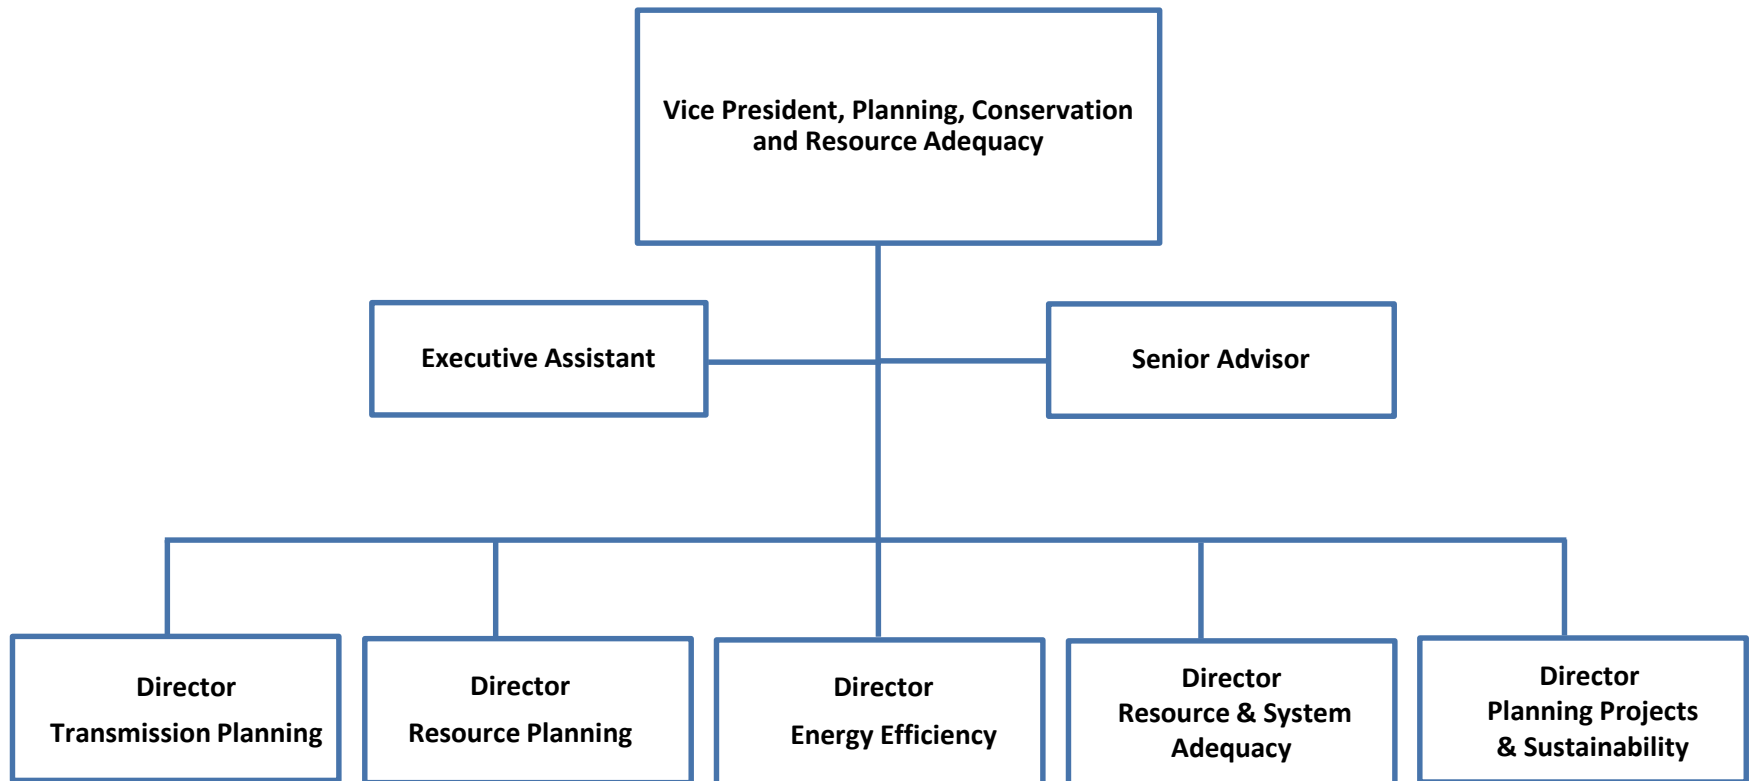 Vice President, Planning, Conservation
and Resource Adequacy
Executive Assistant
Senior Advisor
Director
Transmission Planning
Director
Resource Planning
Director
Energy Efficiency
Director
Resource & System
Adequacy
Director
Planning Projects
& Sustainability